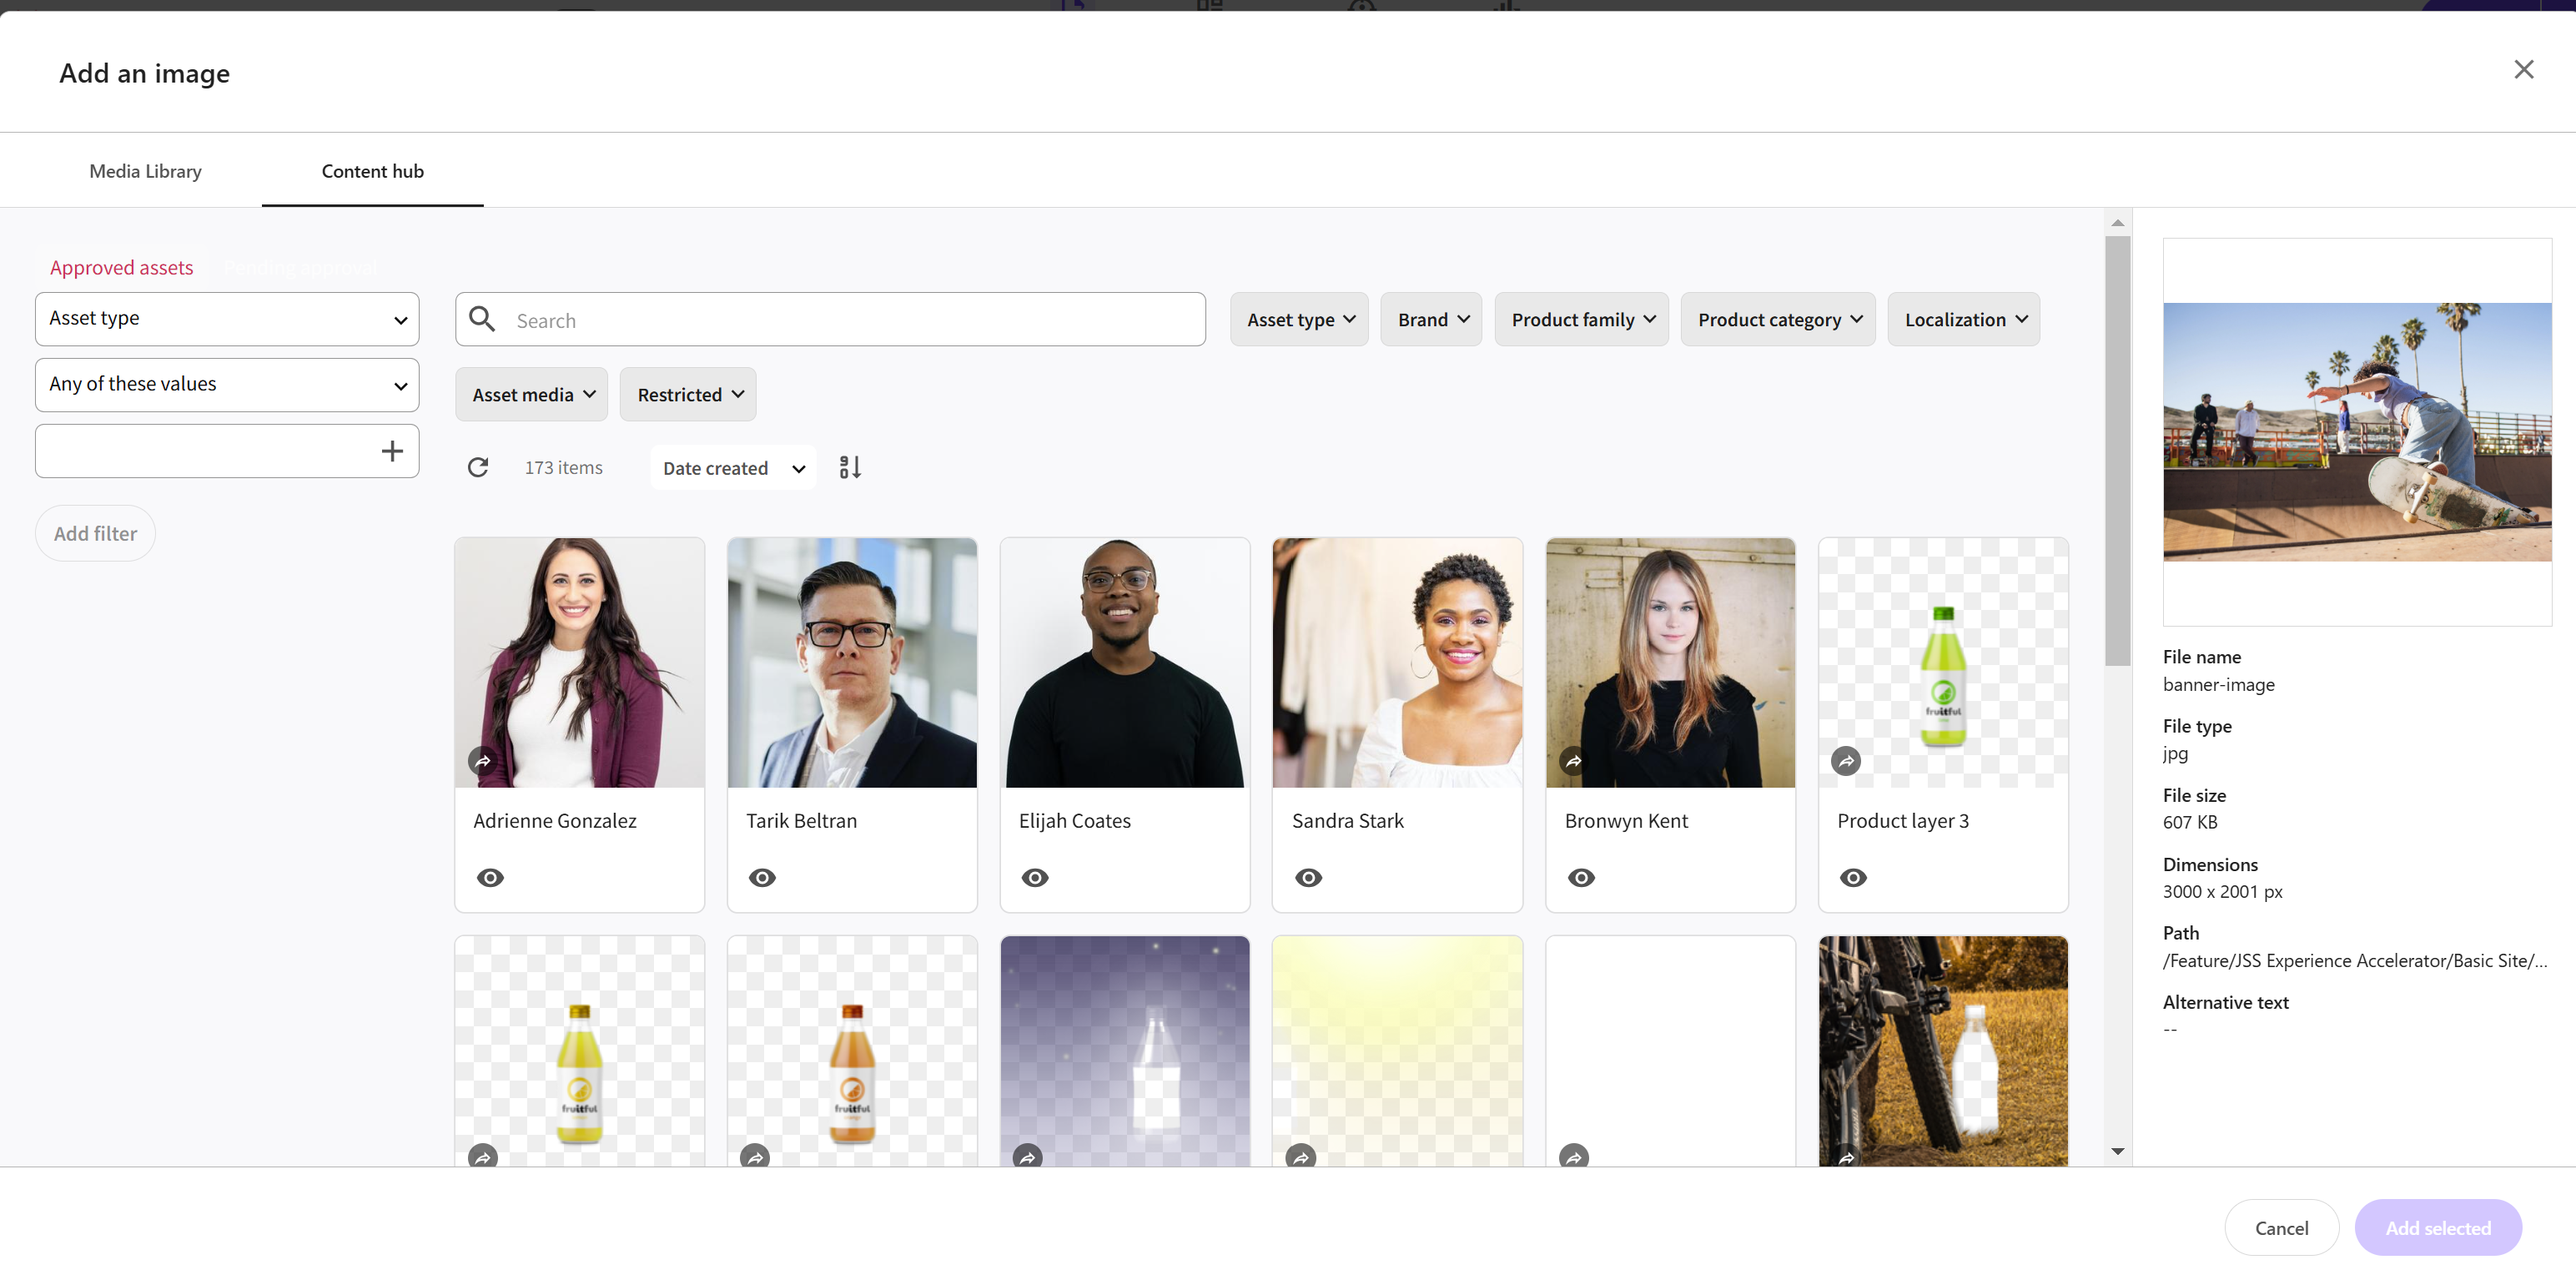 Add an image
Media Library
Content hub
Approved assets
Pending approval
Asset type
Any of these values
Add filter
Search
Asset type
Brand
Product family
Product category
Localization
Asset media
Restricted
173 items
Date created
Adrienne Gonzalez
Tarik Beltran
Elijah Coates
Sandra Stark
Bronwyn Kent
fruitful
Product layer 3
fruitful
fruitful
File name
banner-image
File type
jpg
File size
607 KB
Dimensions
3000 x 2001 px
Path
/Feature/JSS Experience Accelerator/Basic Site/...
Alternative text
--
Cancel
Add selected